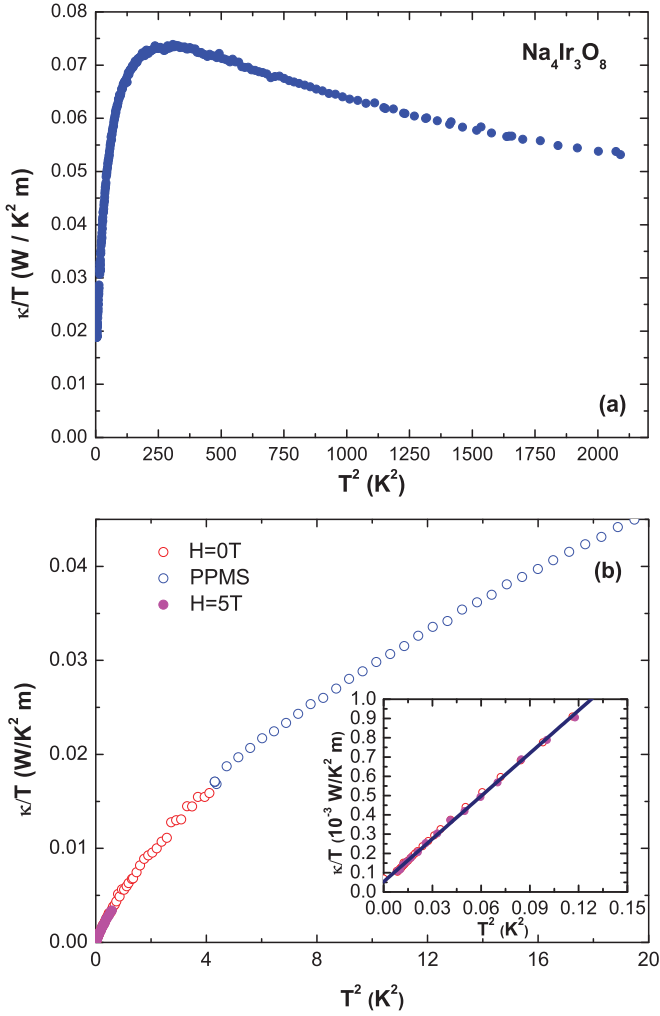 Na₄Ir₃O₈
0.08
0.07
0.06
0.05
0.04
0.03
0.02
0.01
0.00
κ/T (W / K² m)
(a)
0 250 500 750 1000 1250 1500 1750 2000
T² (K²)
H=0T
PPMS
H=5T
(b)
0.04
0.03
0.02
0.01
0.00
κ/T (W/K² m)
1.0
0.9
0.8
0.7
0.6
0.5
0.4
0.3
0.2
0.1
0.0
κ/T (10⁻³ W/K² m)
0.00 0.03 0.06 0.09 0.12 0.15
T² (K²)
0 4 8 12 16 20
T² (K²)